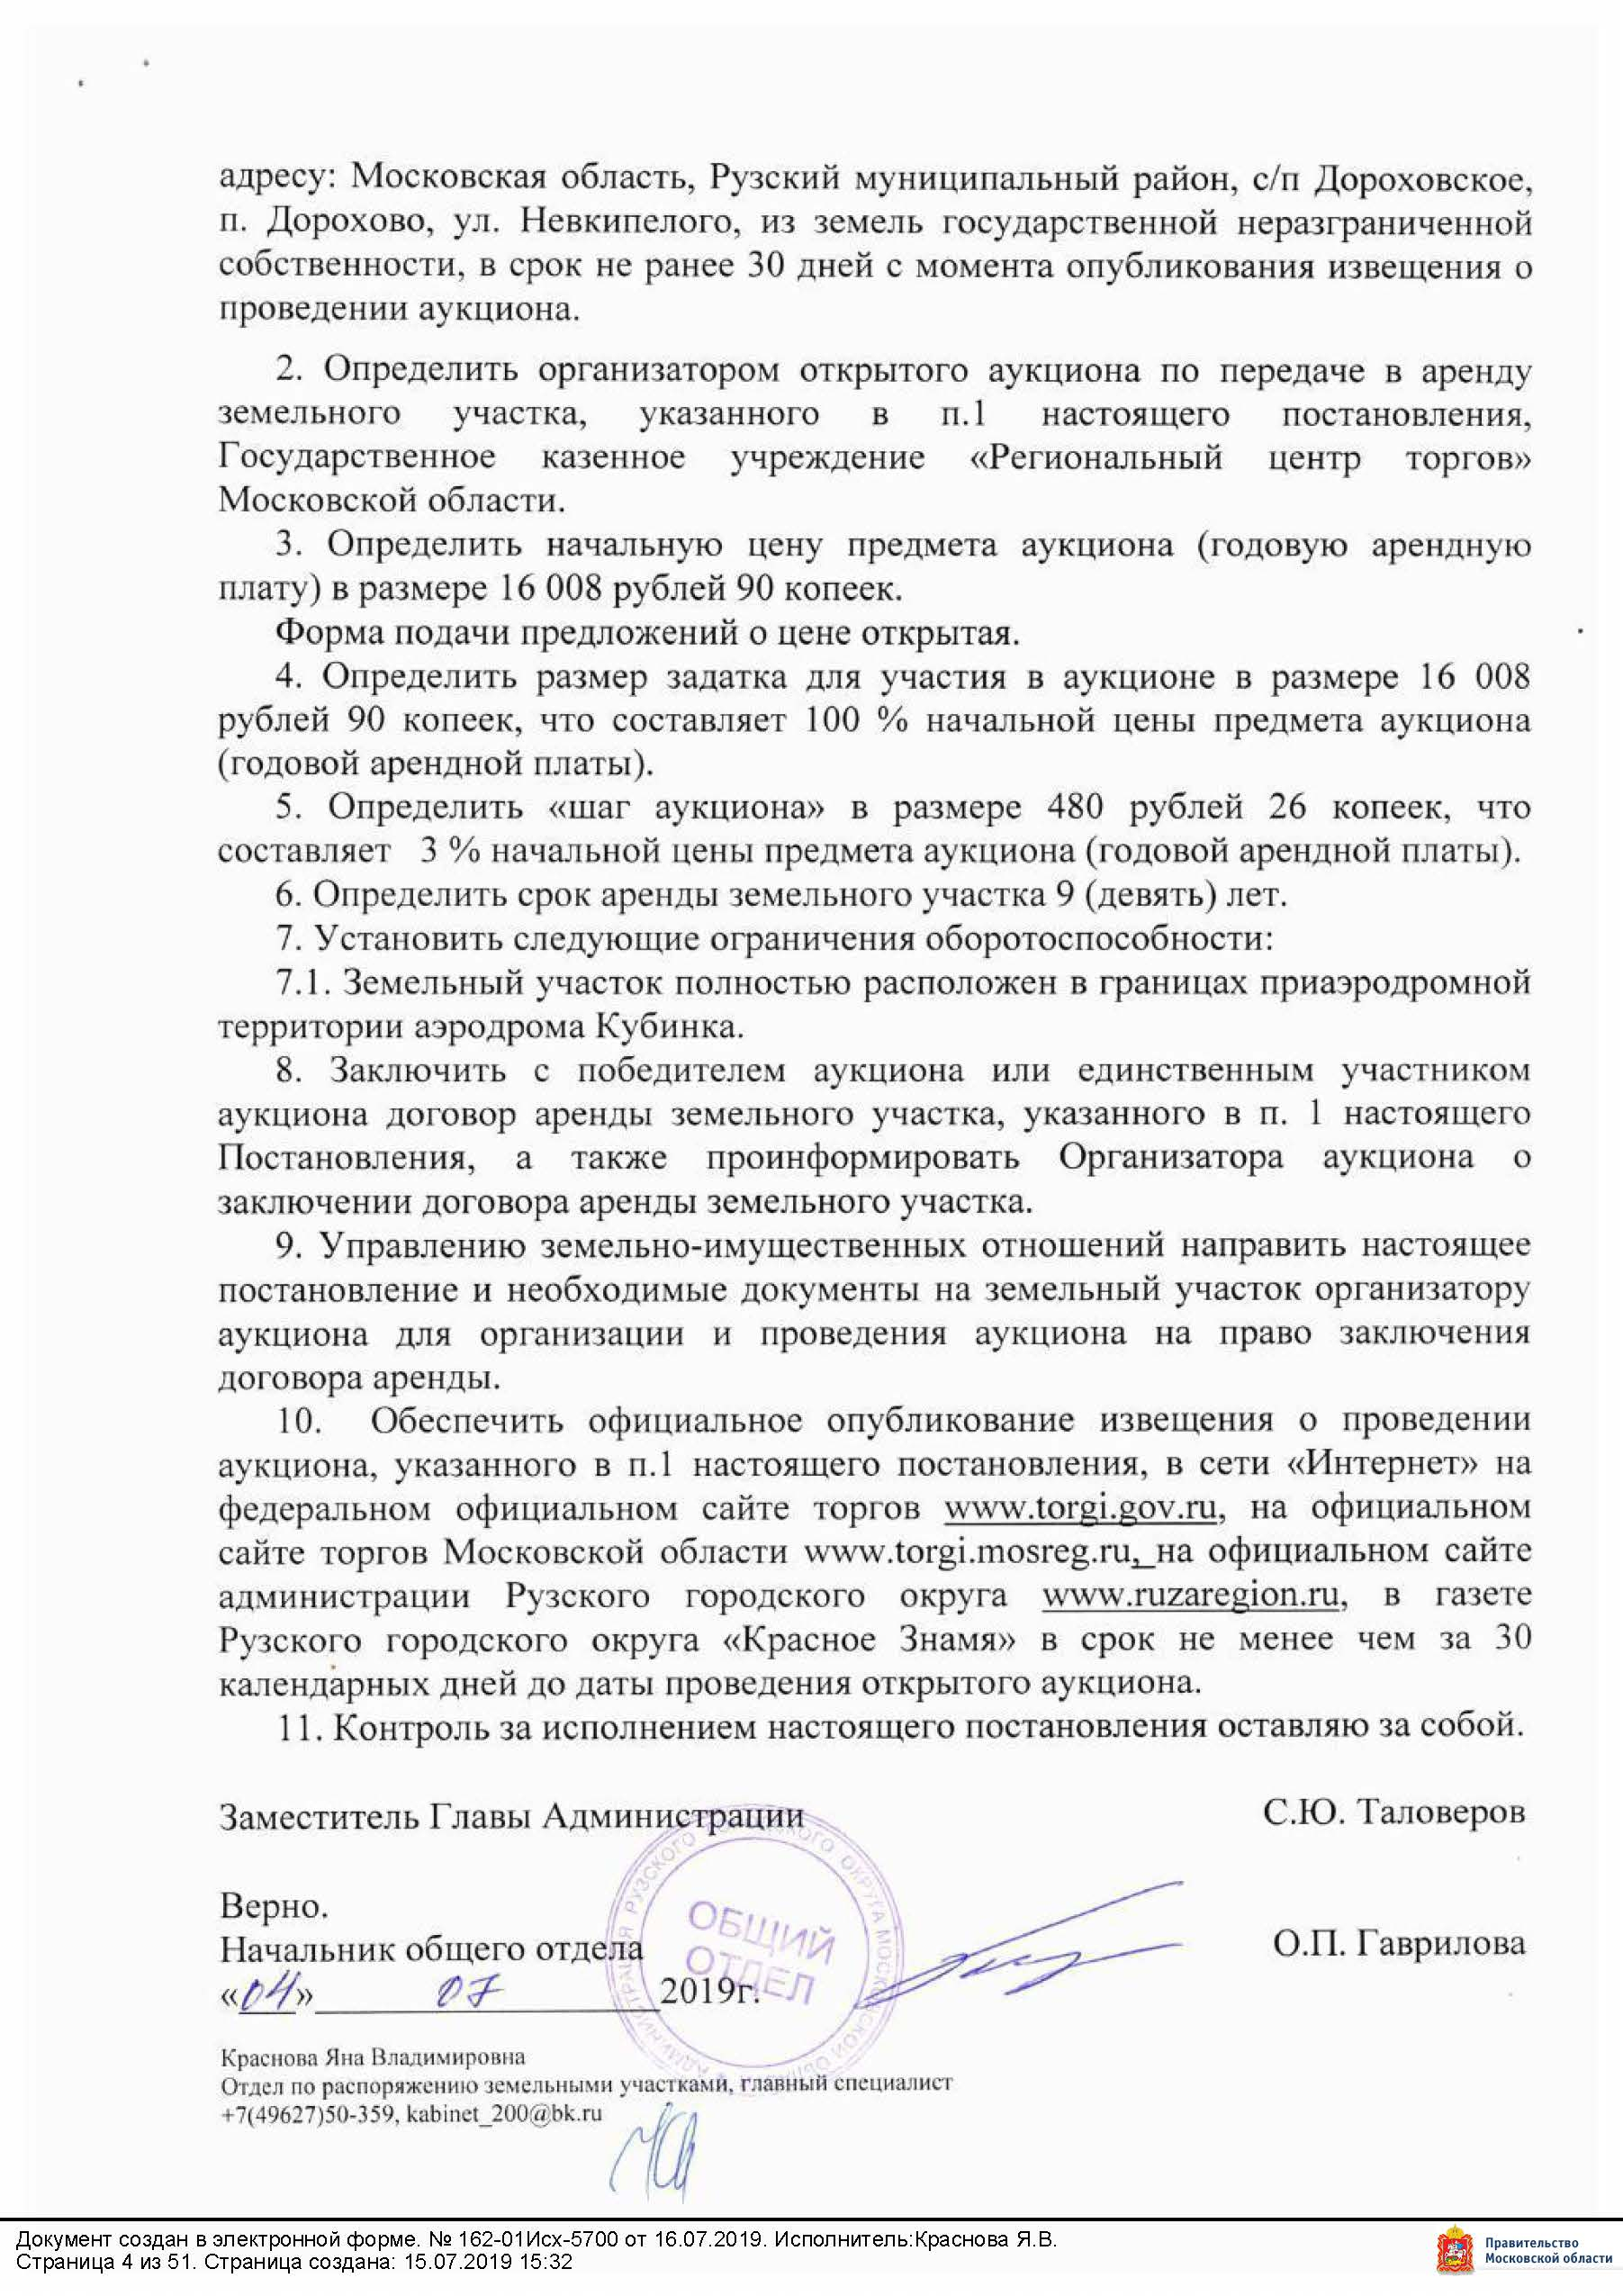 адресу: Московская область, Рузский муниципальный район, с/п Дороховское,
п. Дорохово, ул. Невкипелого, из земель государственной неразграниченной
собственности, в срок не ранее 30 дней с момента опубликования извещения о
проведении аукциона.
2. Определить организатором открытого аукциона по передаче в аренду
земельного участка, указанного в п.1 настоящего постановления,
Государственное казенное учреждение «Региональный центр торгов»
Московской области.
3. Определить начальную цену предмета аукциона (годовую арендную
плату) в размере 16 008 рублей 90 копеек.
Форма подачи предложений о цене открытая.
4. Определить размер задатка для участия в аукционе в размере 16 008
рублей 90 копеек, что составляет 100 % начальной цены предмета аукциона
(годовой арендной платы).
5. Определить «шаг аукциона» в размере 480 рублей 26 копеек, что
составляет 3 % начальной цены предмета аукциона (годовой арендной платы).
6. Определить срок аренды земельного участка 9 (девять) лет.
7. Установить следующие ограничения оборотоспособности:
7.1. Земельный участок полностью расположен в границах приаэродромной
территории аэродрома Кубинка.
8. Заключить с победителем аукциона или единственным участником
аукциона договор аренды земельного участка, указанного в п. 1 настоящего
Постановления, а также проинформировать Организатора аукциона о
заключении договора аренды земельного участка.
9. Управлению земельно-имущественных отношений направить настоящее
постановление и необходимые документы на земельный участок организатору
аукциона для организации и проведения аукциона на право заключения
договора аренды.
10. Обеспечить официальное опубликование извещения о проведении
аукциона, указанного в п.1 настоящего постановления, в сети «Интернет» на
федеральном официальном сайте торгов www.torgi.gov.ru, на официальном
сайте торгов Московской области www.torgi.mosreg.ru, на официальном сайте
администрации Рузского городского округа www.ruzaregion.ru, в газете
Рузского городского округа «Красное Знамя» в срок не менее чем за 30
календарных дней до даты проведения открытого аукциона.
11. Контроль за исполнением настоящего постановления оставляю за собой.
Заместитель Главы Администрации С.Ю. Таловеров
Верно.
Начальник общего отдела О.П. Гаврилова
«04» 07 2019г.
ОБЩИЙ
ОТДЕЛ
АДМИНИСТРАЦИЯ РУЗСКОГО ГОРОДСКОГО ОКРУГА МОСКОВСКОЙ ОБЛАСТИ
Краснова Яна Владимировна
Отдел по распоряжению земельными участками, главный специалист
+7(49627)50-359, kabinet_200@bk.ru
Документ создан в электронной форме. № 162-01Исх-5700 от 16.07.2019. Исполнитель:Краснова Я.В.
Страница 4 из 51. Страница создана: 15.07.2019 15:32
Правительство
Московской области